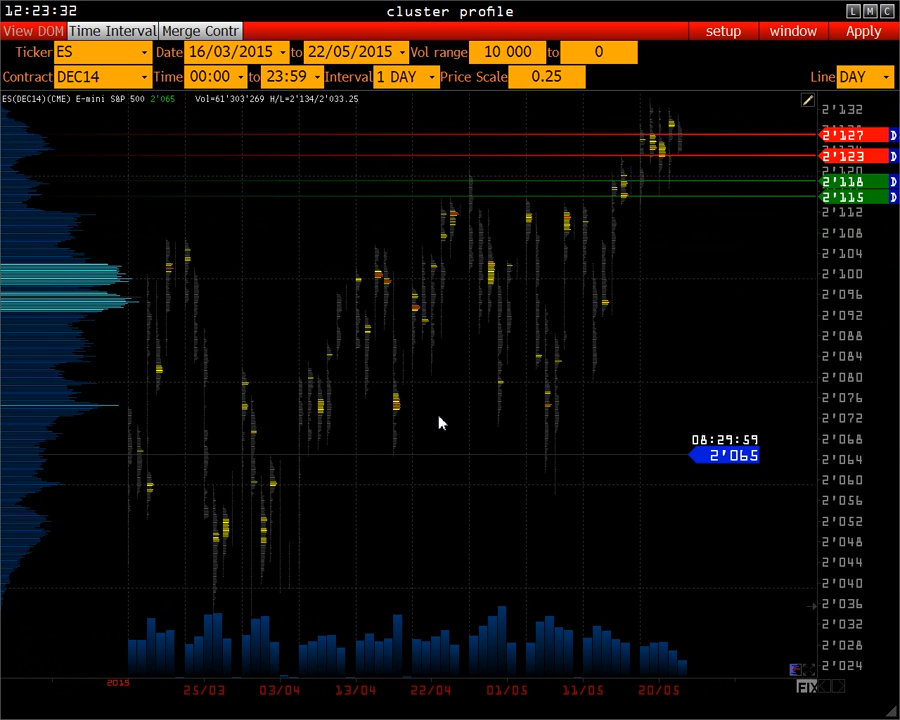 12:23:32 cluster profile L M C
View DOM Time Interval Merge Contr setup window Apply
Ticker ES Date 16/03/2015 to 22/05/2015 Vol range 10 000 to 0
Contract DEC14 Time 00:00 to 23:59 Interval 1 DAY Price Scale 0.25 Line DAY
ES(DEC14)(CME) E-mini S&P 500 2'065 Vol=61'303'269 H/L=2'134/2'033.25
2'132
2'127 D
2'123 D
2'120
2'118 D
2'115 D
2'112
2'108
2'104
2'100
2'096
2'092
2'088
2'084
2'080
2'076
2'072
08:29:59 2'068
2'065
2'064
2'060
2'056
2'052
2'048
2'044
2'040
2'036
2'032
2'028
2'024
2015 25/03 03/04 13/04 22/04 01/05 11/05 20/05 FIX